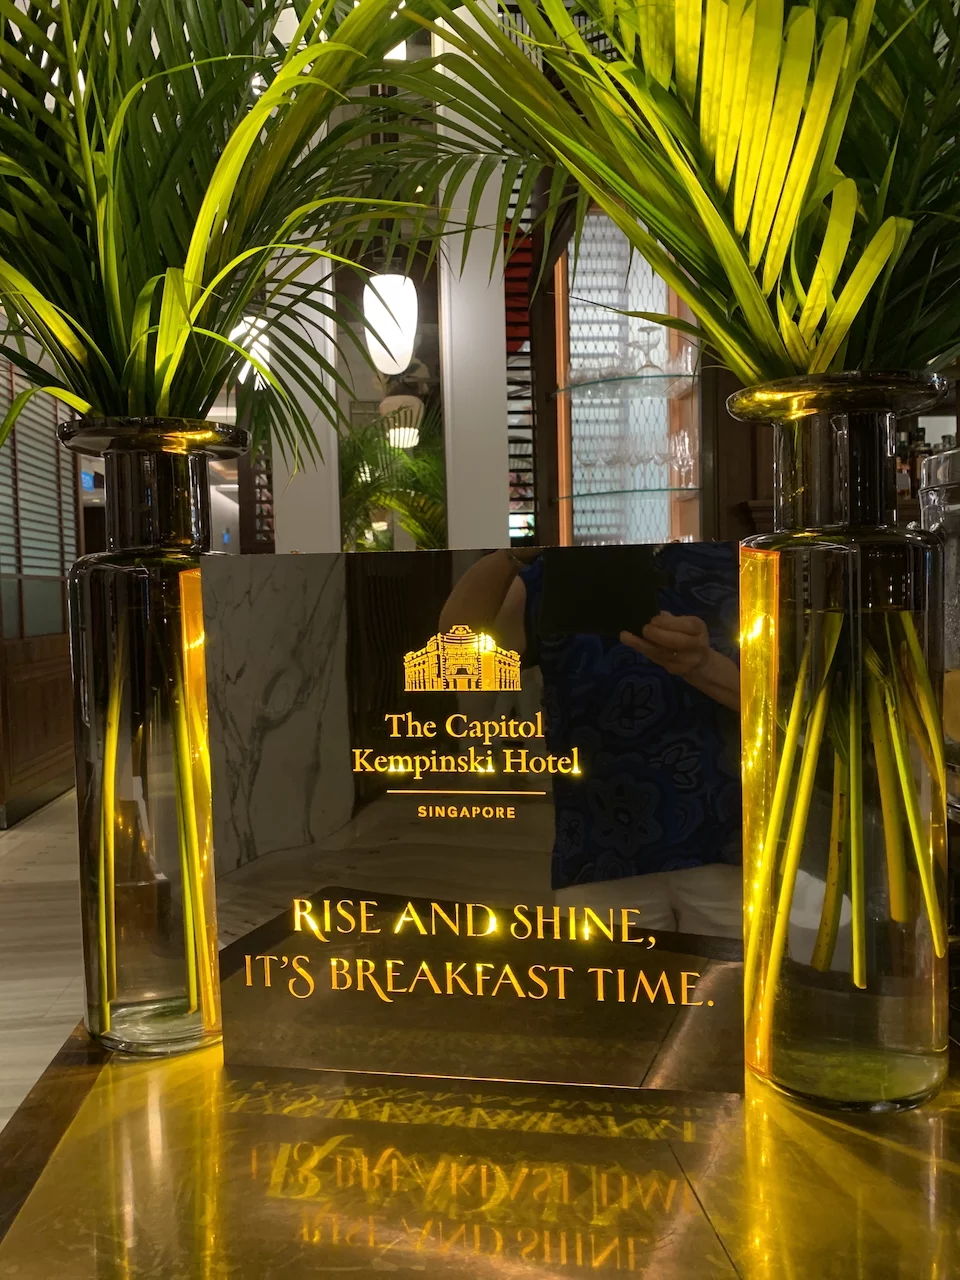 The Capitol
Kempinski Hotel
SINGAPORE
RISE AND SHINE,
IT'S BREAKFAST TIME.